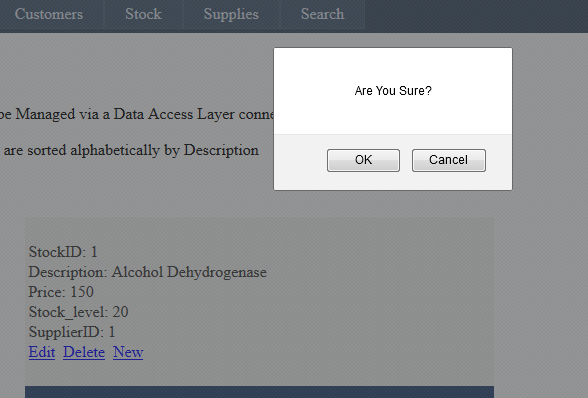 Customers Stock Supplies Search
Are You Sure?
be Managed via a Data Access Layer conne
are sorted alphabetically by Description
OK Cancel
StockID: 1
Description: Alcohol Dehydrogenase
Price: 150
Stock_level: 20
SupplierID: 1
Edit Delete New